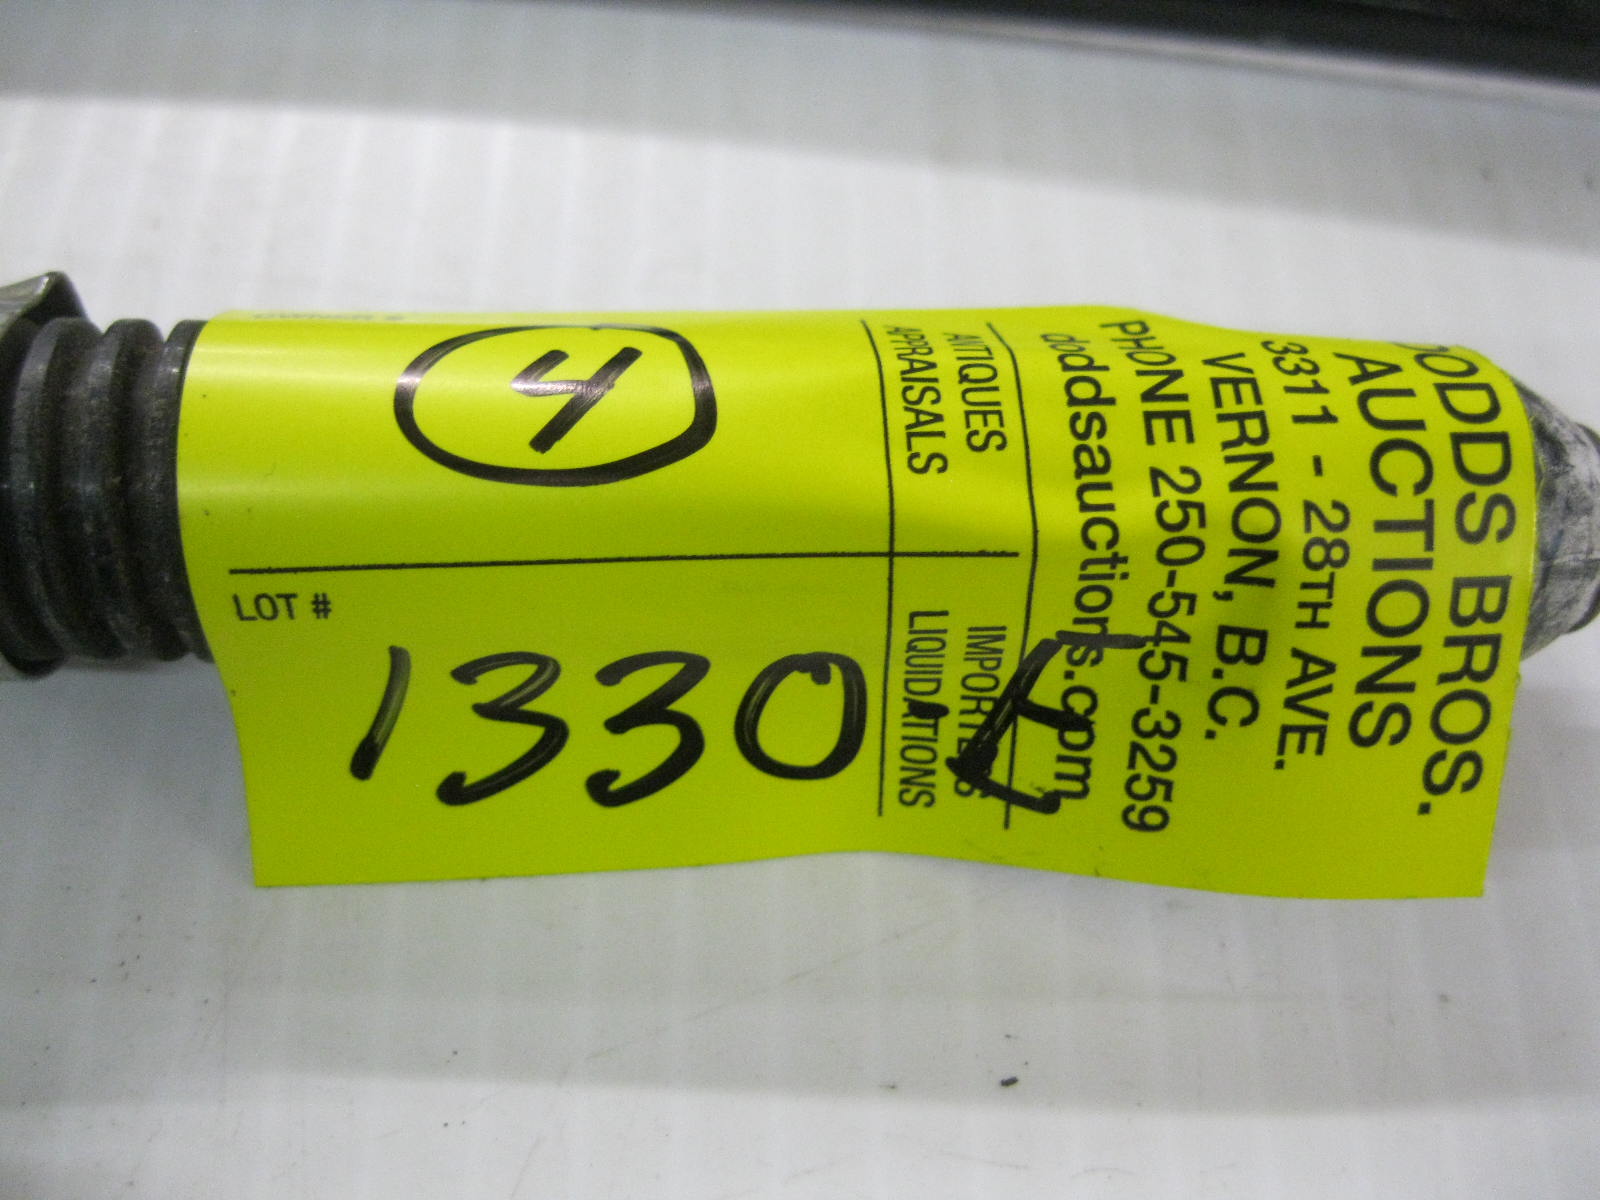 DODDS BROS.
AUCTIONS
3311 - 28TH AVE.
VERNON, B.C.
PHONE 250-545-3259
doddsauctions.com
ANTIQUES
APPRAISALS
IMPORTERS
LIQUIDATIONS
4
LOT #
1330